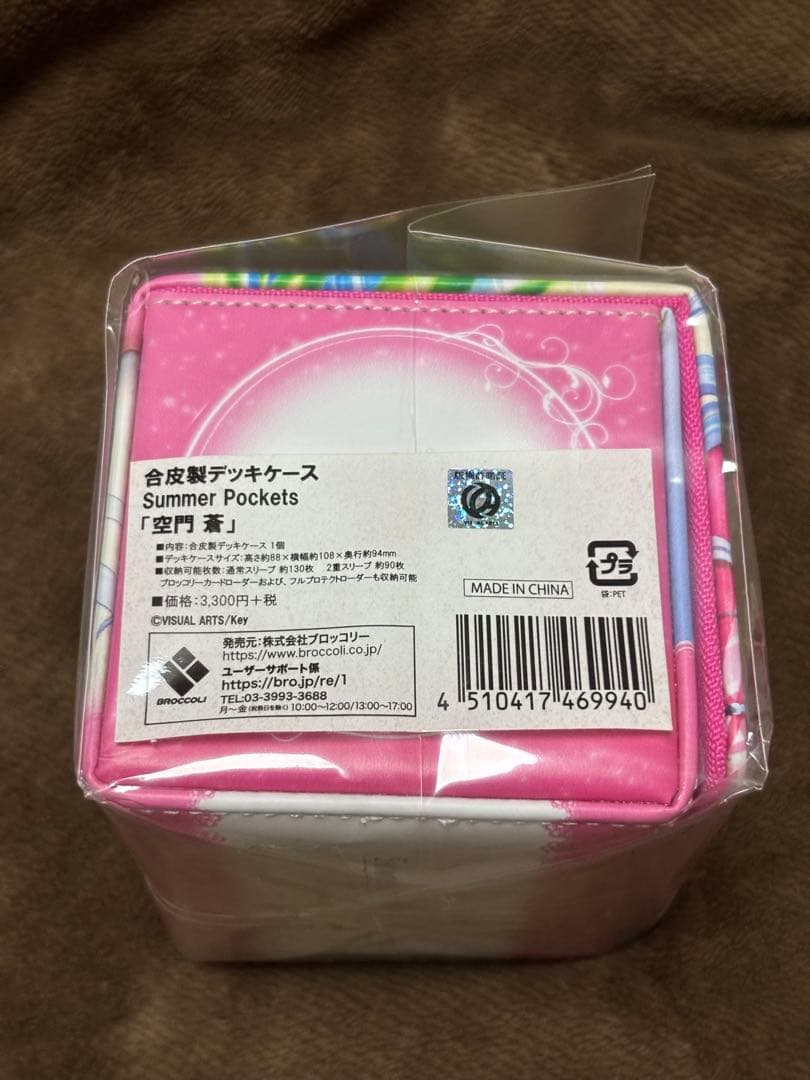 合皮製デッキケース
Summer Pockets
「空門 蒼」
■内容:合皮製デッキケース 1個
■デッキケースサイズ:高さ約88×横幅約108×奥行約94mm
■収納可能枚数:通常スリーブ 約130枚 2重スリーブ 約90枚
ブロッコリーカードローダーおよび、フルプロテクトローダーも収納可能
■価格:3,300円+税
©VISUAL ARTS/Key
BROCCOLI
発売元:株式会社ブロッコリー
https://www.broccoli.co.jp/
ユーザーサポート係
https://bro.jp/re/1
TEL:03-3993-3688
月～金(祝祭日を除く)10:00~12:00/13:00~17:00
VISUAL ARTS
プラ
袋:PET
MADE IN CHINA
4 510417 469940